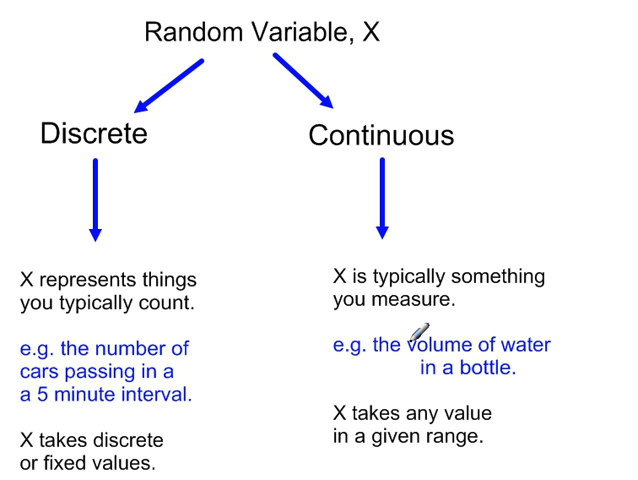 Random Variable, X
Discrete
Continuous
X represents things
you typically count.
e.g. the number of
cars passing in a
a 5 minute interval.
X takes discrete
or fixed values.
X is typically something
you measure.
e.g. the volume of water
in a bottle.
X takes any value
in a given range.